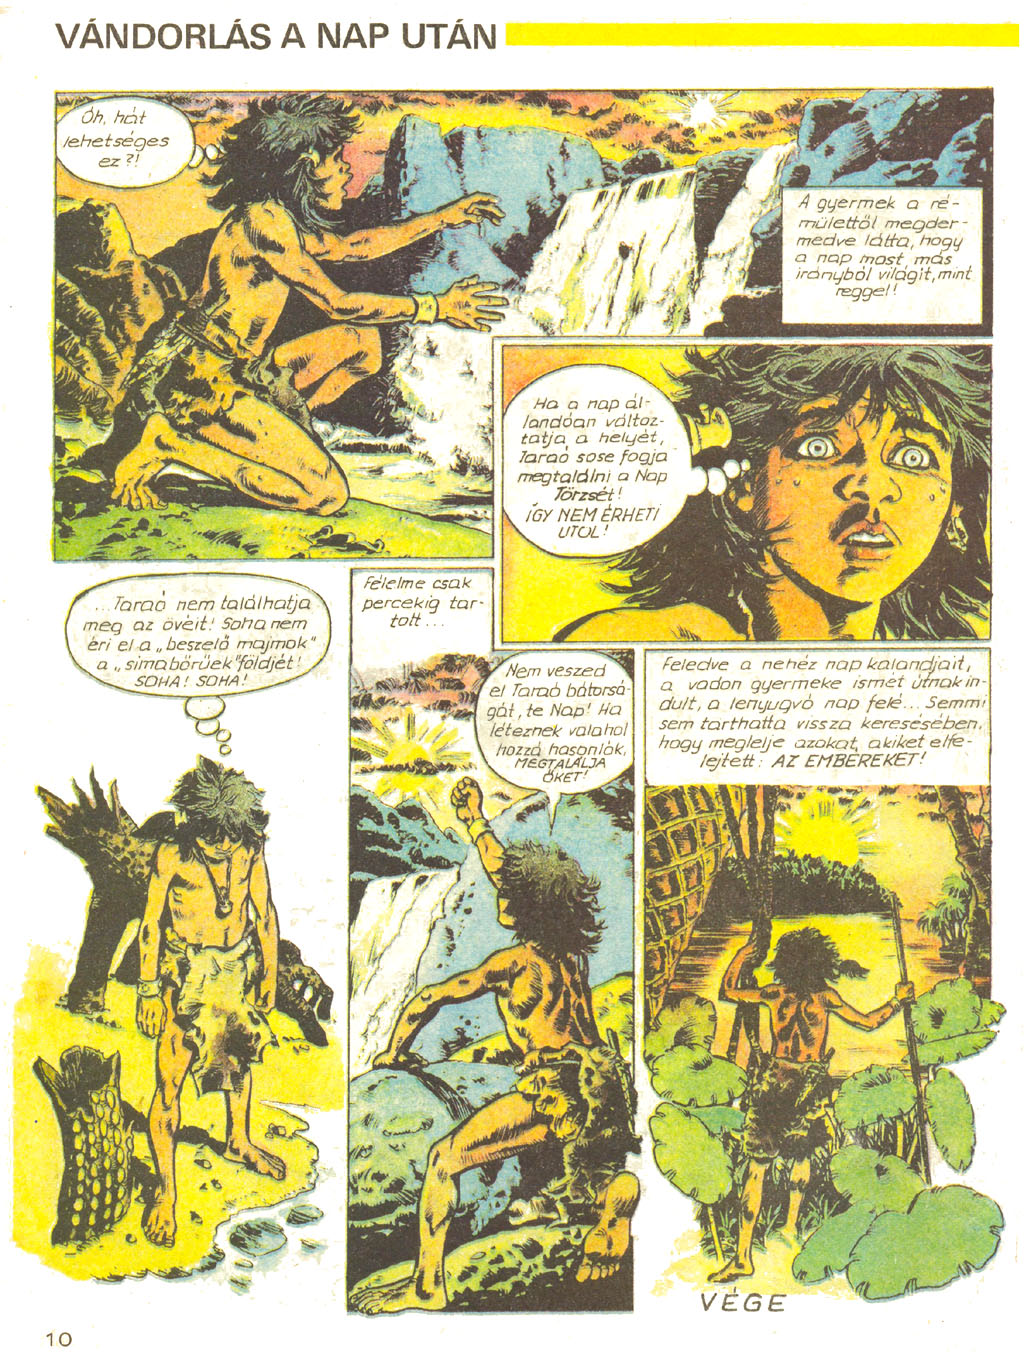 VÁNDORLÁS A NAP UTÁN
Óh, hát
lehetséges
ez ?!
A gyermek a ré-
mülettől megder-
medve látta, hogy
a nap most más
irányból világit, mint
reggel!
Ha a nap ál-
landóan változ-
tatja a helyét,
Taraó sose fogja
megtalálni a Nap
Törzsét!
ÍGY NEM ÉRHETI
UTOL!
...Taraó nem találhatja
meg az övéit! Soha nem
éri el a „beszelő majmok"
a „simabőrűek" földjét!
SOHA! SOHA!
Félelme csak
percekig tar-
tott...
Nem veszed
el Taraó bátorsá-
gát, te Nap! Ha
léteznek valahol
hozzá hasonlók,
MEGTALÁLJA
ŐKET!
Feledve a nehéz nap kalandjait,
a vadon gyermeke ismét útnak in-
dult, a lenyugvó nap felé... Semmi
sem tarthatta vissza keresésében,
hogy meglelje azokat, akiket elfe-
lejtett: AZ EMBEREKET!
VÉGE
10